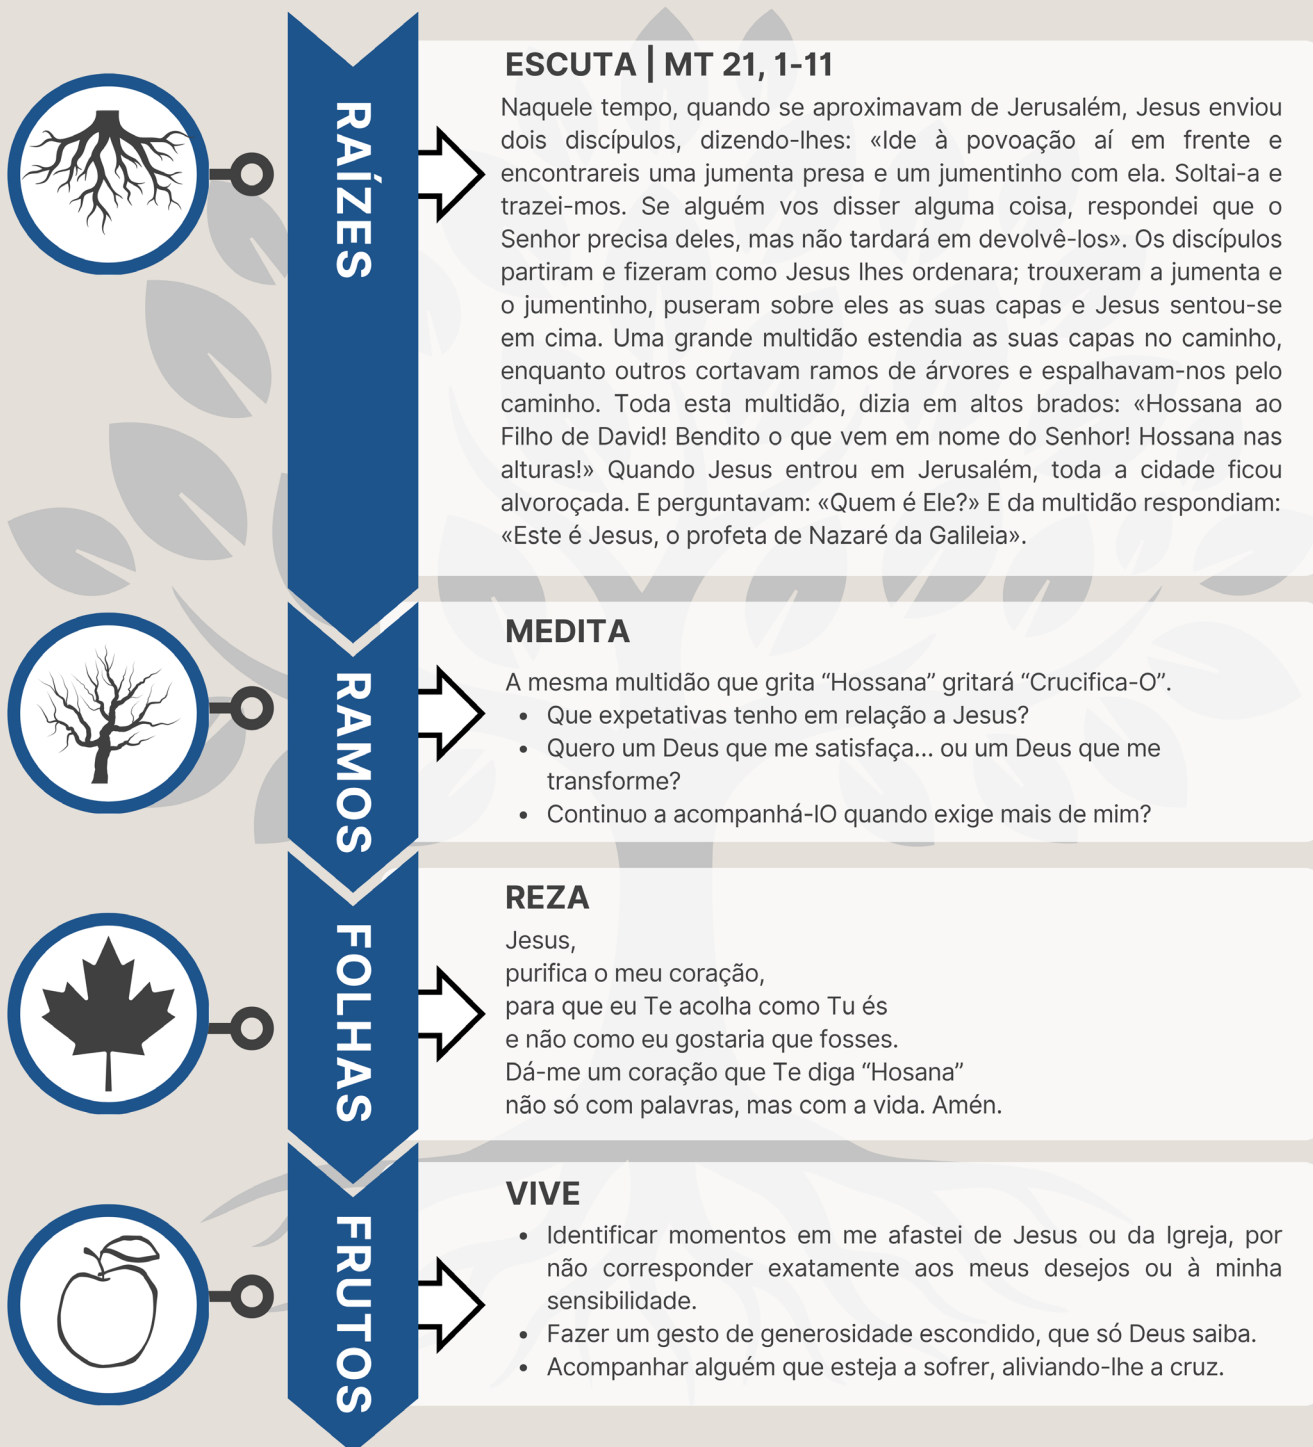 RAÍZES
ESCUTA | MT 21, 1-11
Naquele tempo, quando se aproximavam de Jerusalém, Jesus enviou
dois discípulos, dizendo-lhes: «Ide à povoação aí em frente e
encontrareis uma jumenta presa e um jumentinho com ela. Soltai-a e
trazei-mos. Se alguém vos disser alguma coisa, respondei que o
Senhor precisa deles, mas não tardará em devolvê-los». Os discípulos
partiram e fizeram como Jesus lhes ordenara; trouxeram a jumenta e
o jumentinho, puseram sobre eles as suas capas e Jesus sentou-se
em cima. Uma grande multidão estendia as suas capas no caminho,
enquanto outros cortavam ramos de árvores e espalhavam-nos pelo
caminho. Toda esta multidão, dizia em altos brados: «Hossana ao
Filho de David! Bendito o que vem em nome do Senhor! Hossana nas
alturas!» Quando Jesus entrou em Jerusalém, toda a cidade ficou
alvoroçada. E perguntavam: «Quem é Ele?» E da multidão respondiam:
«Este é Jesus, o profeta de Nazaré da Galileia».
RAMOS
MEDITA
A mesma multidão que grita “Hossana” gritará “Crucifica-O”.
• Que expetativas tenho em relação a Jesus?
• Quero um Deus que me satisfaça... ou um Deus que me
transforme?
• Continuo a acompanhá-lO quando exige mais de mim?
FOLHAS
REZA
Jesus,
purifica o meu coração,
para que eu Te acolha como Tu és
e não como eu gostaria que fosses.
Dá-me um coração que Te diga “Hosana”
não só com palavras, mas com a vida. Amén.
FRUTOS
VIVE
• Identificar momentos em me afastei de Jesus ou da Igreja, por
não corresponder exatamente aos meus desejos ou à minha
sensibilidade.
• Fazer um gesto de generosidade escondido, que só Deus saiba.
• Acompanhar alguém que esteja a sofrer, aliviando-lhe a cruz.